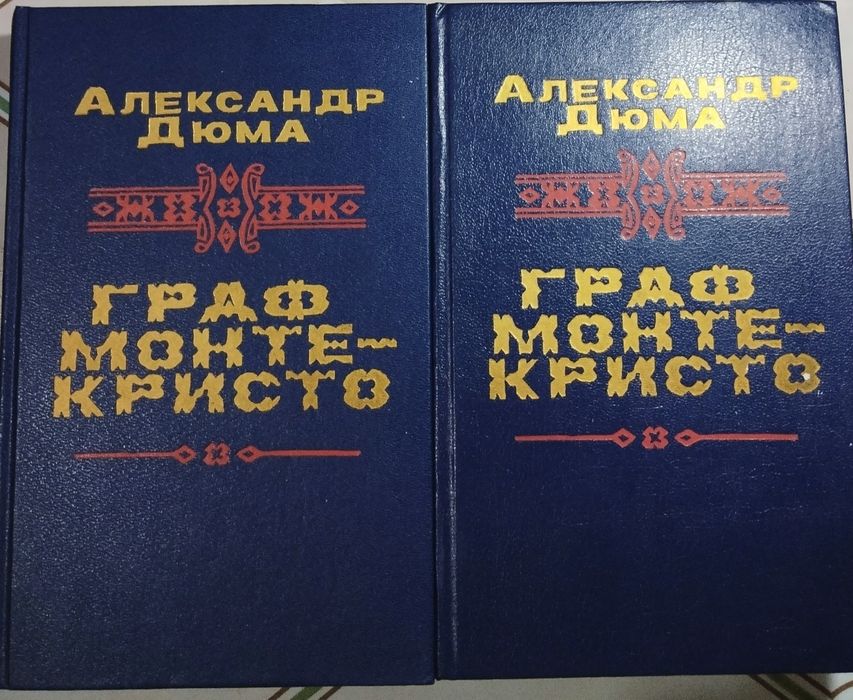 АЛЕКСАНДР
ДЮМА
ГРАФ
МОНТЕ-
КРИСТО
АЛЕКСАНДР
ДЮМА
ГРАФ
МОНТЕ-
КРИСТО